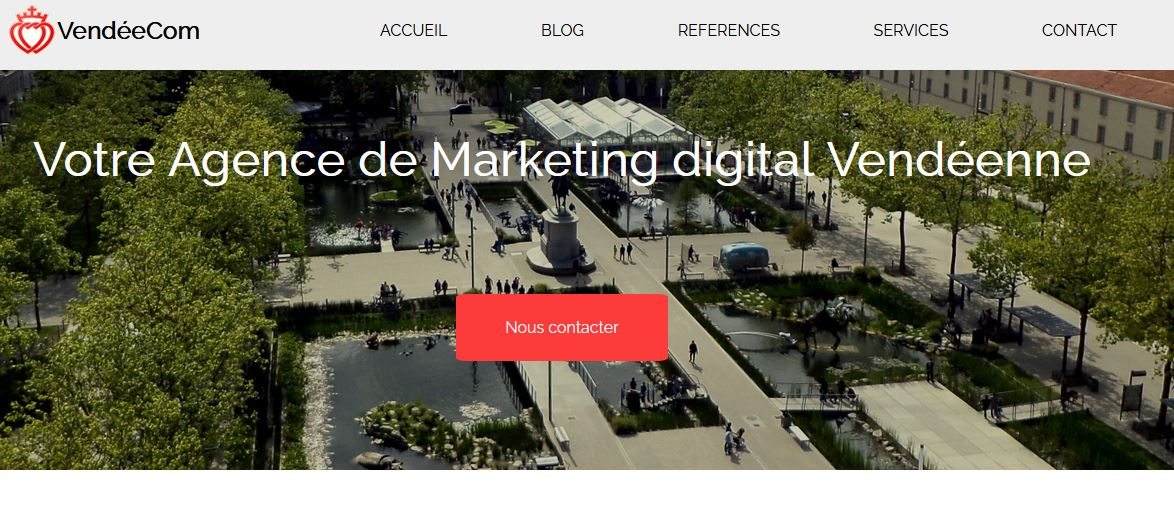 VendéeCom
ACCUEIL
BLOG
REFERENCES
SERVICES
CONTACT
Votre Agence de Marketing digital Vendéenne
Nous contacter